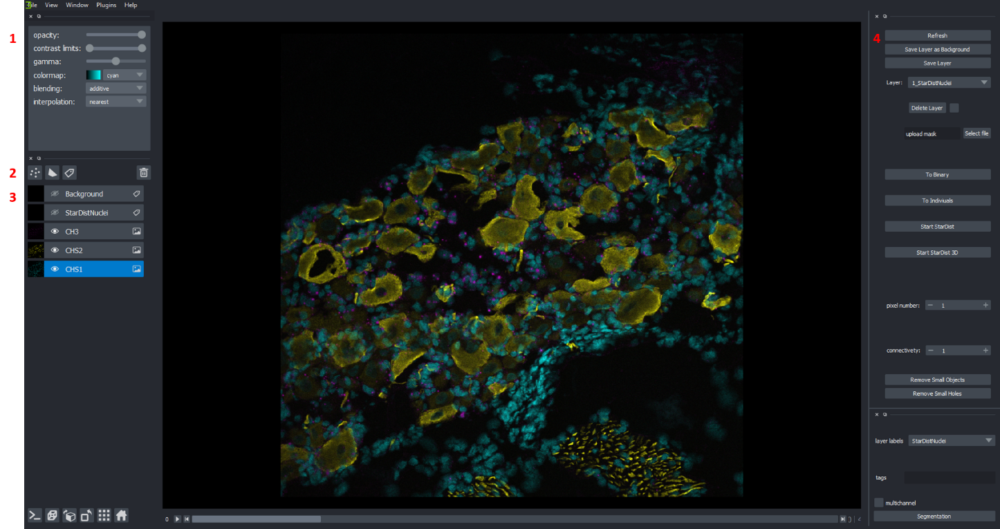 File View Window Plugins Help
1
opacity:
contrast limits:
gamma:
colormap: cyan
blending: additive
interpolation: nearest
2
3
Background
StarDistNuclei
CH3
CHS2
CHS1
0
4
4
Refresh
Save Layer as Background
Save Layer
Layer: 1_StarDistNuclei
Delete Layer
upload mask Select file
To Binary
To Indiviuals
Start StarDist
Start StarDist 3D
pixel number: − 1 +
connectivety: − 1 +
Remove Small Objects
Remove Small Holes
layer labels StarDistNuclei
tags
multichannel
Segmentation